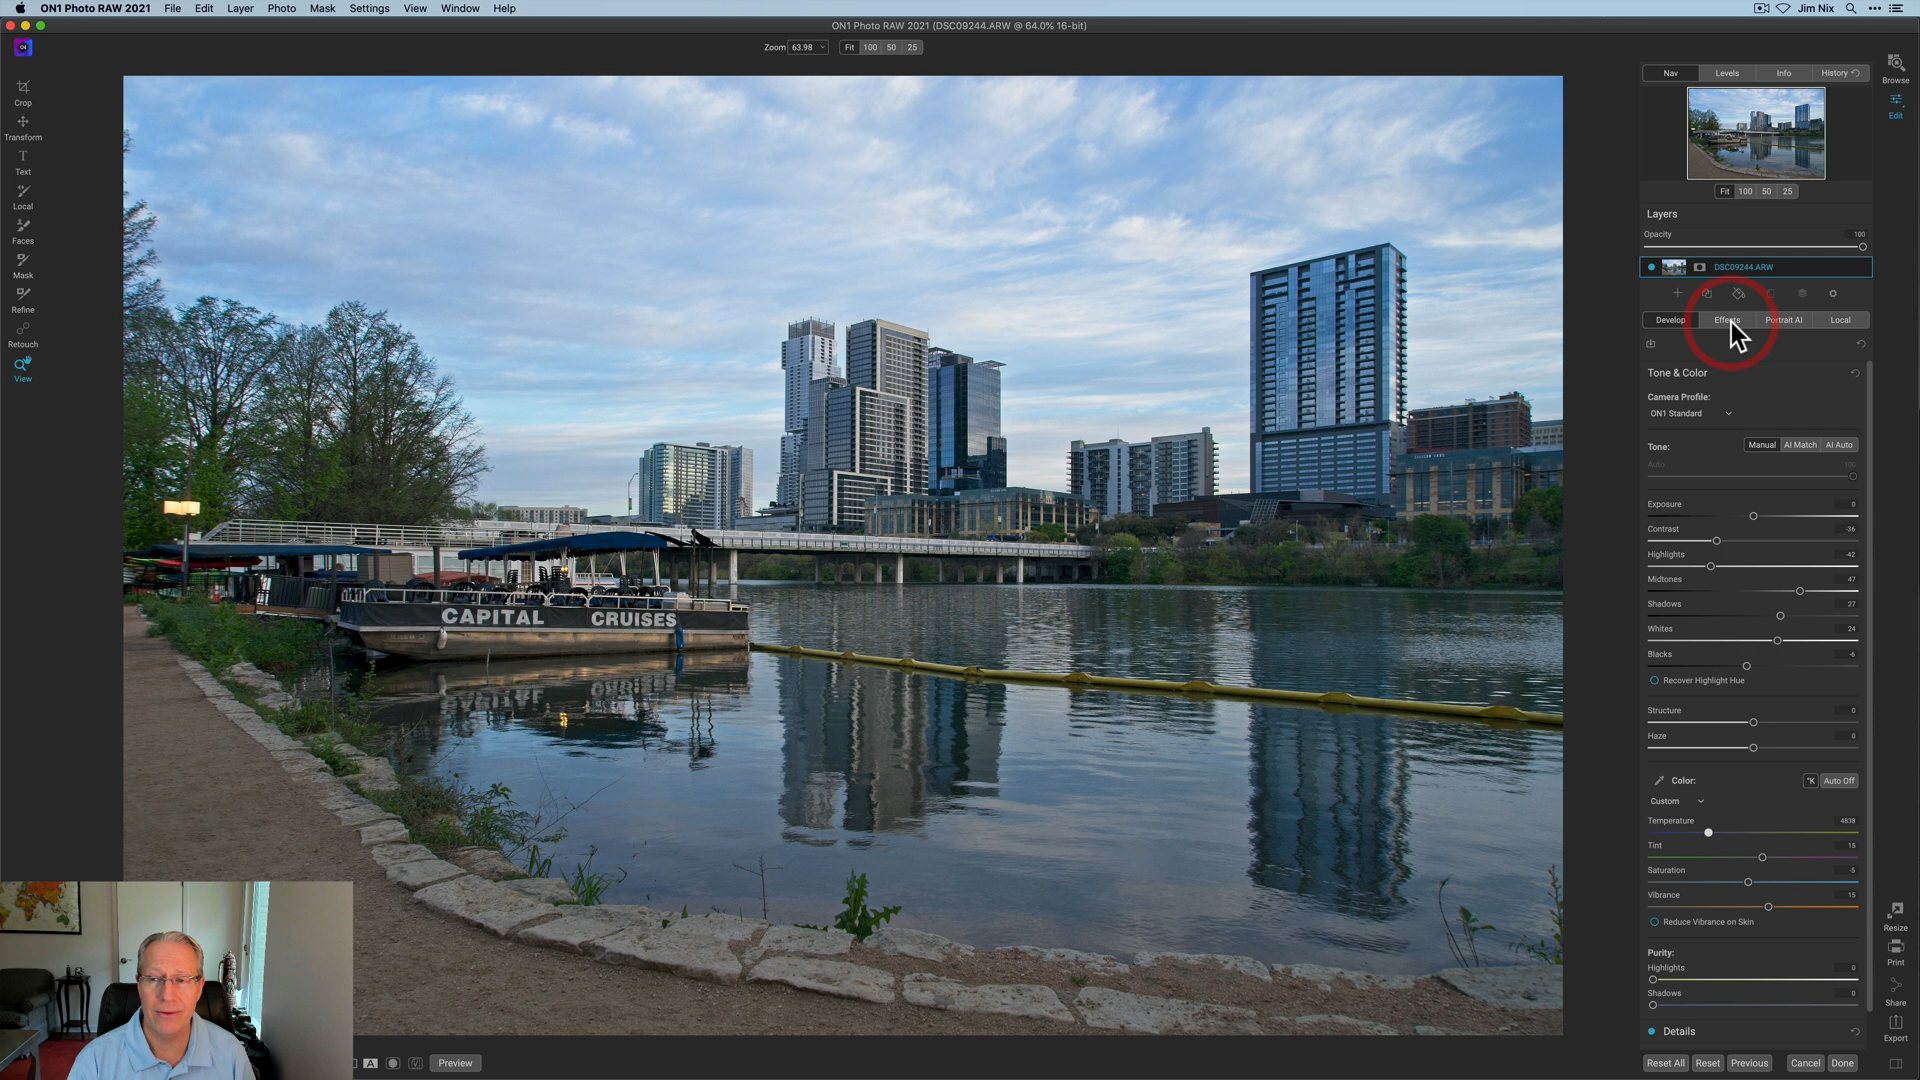 ON1 Photo RAW 2021 File Edit Layer Photo Mask Settings View Window Help Jim Nix
ON1 Photo RAW 2021 (DSC09244.ARW @ 64.0% 16-bit)
Zoom 63.98 Fit 100 50 25
Crop
Transform
Text
Local
Faces
Mask
Refine
Retouch
View
CAPITAL CRUISES
Preview
Nav Levels Info History
Fit 100 50 25
Layers
Opacity 100
DSC09244.ARW
Develop Effects Portrait AI Local
Tone & Color
Camera Profile:
ON1 Standard
Tone: Manual AI Match AI Auto
Auto 100
Exposure 0
Contrast -36
Highlights -42
Midtones 47
Shadows 27
Whites 24
Blacks -6
Recover Highlight Hue
Structure 0
Haze 0
Color: °K Auto Off
Custom
Temperature 4838
Tint 15
Saturation -5
Vibrance 15
Reduce Vibrance on Skin
Purity:
Highlights 0
Shadows 0
Details
Reset All Reset Previous Cancel Done
Browse
Edit
Resize
Print
Share
Export